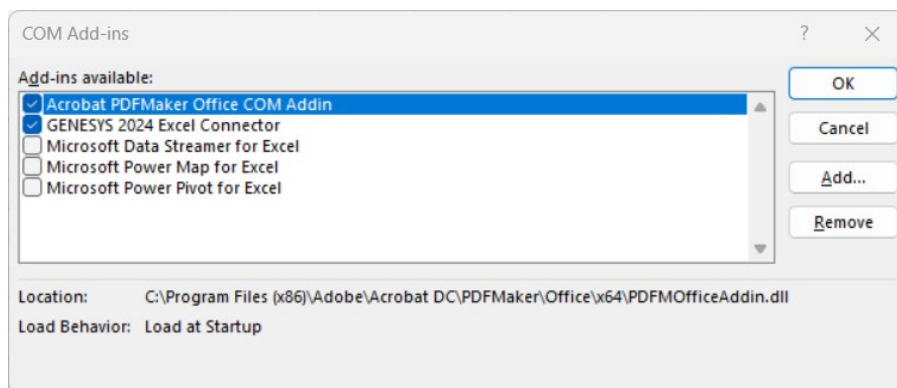 COM Add-ins
? ×
Add-ins available:
Acrobat PDFMaker Office COM Addin
GENESYS 2024 Excel Connector
Microsoft Data Streamer for Excel
Microsoft Power Map for Excel
Microsoft Power Pivot for Excel
OK
Cancel
Add...
Remove
Location: C:\Program Files (x86)\Adobe\Acrobat DC\PDFMaker\Office\x64\PDFMOfficeAddin.dll
Load Behavior: Load at Startup